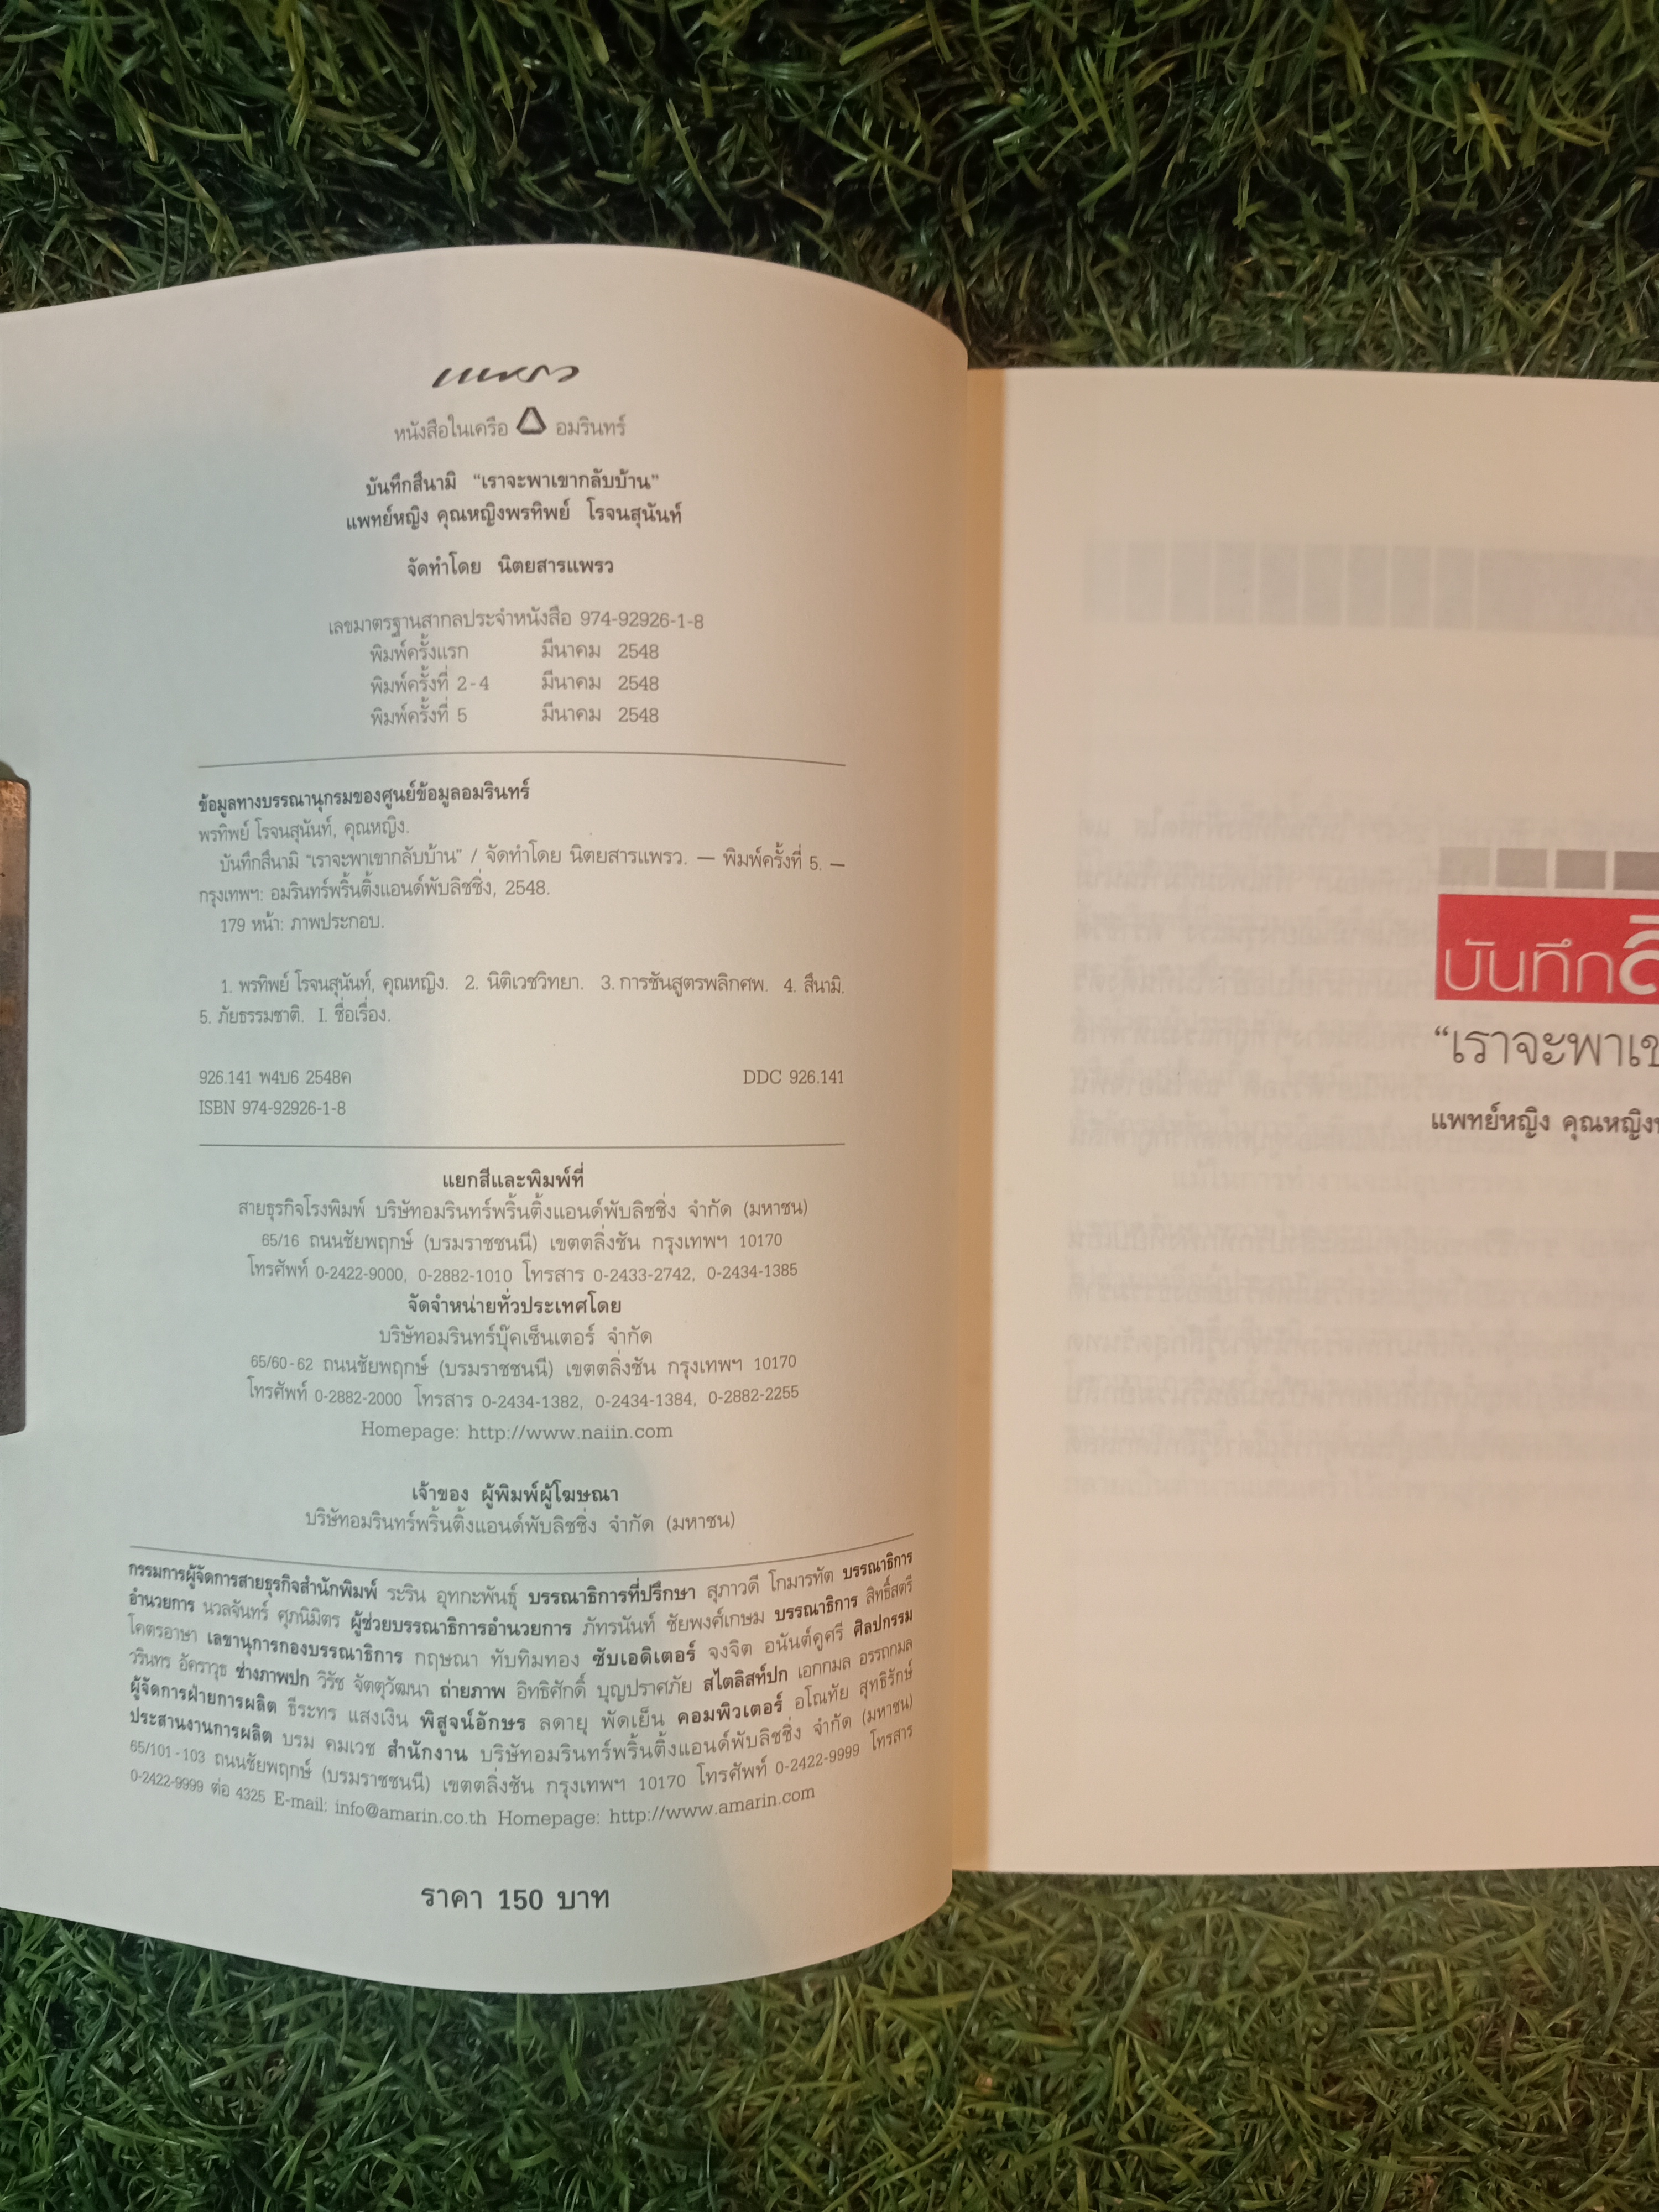 แพรว
หนังสือในเครือ อมรินทร์
บันทึกสึนามิ "เราจะพาเขากลับบ้าน"
แพทย์หญิง คุณหญิงพรทิพย์ โรจนสุนันท์
จัดทำโดย นิตยสารแพรว
เลขมาตรฐานสากลประจำหนังสือ 974-92926-1-8
พิมพ์ครั้งแรก มีนาคม 2548
พิมพ์ครั้งที่ 2-4 มีนาคม 2548
พิมพ์ครั้งที่ 5 มีนาคม 2548
ข้อมูลทางบรรณานุกรมของศูนย์ข้อมูลอมรินทร์
พรทิพย์ โรจนสุนันท์, คุณหญิง.
บันทึกสึนามิ "เราจะพาเขากลับบ้าน" / จัดทำโดย นิตยสารแพรว. — พิมพ์ครั้งที่ 5. —
กรุงเทพฯ: อมรินทร์พริ้นติ้งแอนด์พับลิชชิ่ง, 2548.
179 หน้า: ภาพประกอบ.
1. พรทิพย์ โรจนสุนันท์, คุณหญิง. 2. นิติเวชวิทยา. 3. การชันสูตรพลิกศพ. 4. สึนามิ.
5. ภัยธรรมชาติ. I. ชื่อเรื่อง.
926.141 พ4บ6 2548ค DDC 926.141
ISBN 974-92926-1-8
แยกสีและพิมพ์ที่
สายธุรกิจโรงพิมพ์ บริษัทอมรินทร์พริ้นติ้งแอนด์พับลิชชิ่ง จำกัด (มหาชน)
65/16 ถนนชัยพฤกษ์ (บรมราชชนนี) เขตตลิ่งชัน กรุงเทพฯ 10170
โทรศัพท์ 0-2422-9000, 0-2882-1010 โทรสาร 0-2433-2742, 0-2434-1385
จัดจำหน่ายทั่วประเทศโดย
บริษัทอมรินทร์บุ๊คเซ็นเตอร์ จำกัด
65/60-62 ถนนชัยพฤกษ์ (บรมราชชนนี) เขตตลิ่งชัน กรุงเทพฯ 10170
โทรศัพท์ 0-2882-2000 โทรสาร 0-2434-1382, 0-2434-1384, 0-2882-2255
Homepage: http://www.naiin.com
เจ้าของ ผู้พิมพ์ผู้โฆษณา
บริษัทอมรินทร์พริ้นติ้งแอนด์พับลิชชิ่ง จำกัด (มหาชน)
กรรมการผู้จัดการสายธุรกิจสำนักพิมพ์ ระริน อุทกะพันธุ์ บรรณาธิการที่ปรึกษา สุภาวดี โกมารทัต บรรณาธิการ
อำนวยการ นวลจันทร์ ศุภนิมิตร ผู้ช่วยบรรณาธิการอำนวยการ ภัทรนันท์ ชัยพงศ์เกษม บรรณาธิการ สิทธิ์สตรี
โคตรอาษา เลขานุการกองบรรณาธิการ กฤษณา ทับทิมทอง ซับเอดิเตอร์ จงจิต อนันต์คูศรี ศิลปกรรม
วรินทร อัคราวุธ ช่างภาพปก วิรัช จัตตุวัฒนา ถ่ายภาพ อิทธิศักดิ์ บุญปราศภัย สไตลิสท์ปก เอกกมล อรรถกมล
ผู้จัดการฝ่ายการผลิต ธีระทร แสงเงิน พิสูจน์อักษร ลดายุ พัดเย็น คอมพิวเตอร์ อโณทัย สุทธิรักษ์
ประสานงานการผลิต บรม คมเวช สำนักงาน บริษัทอมรินทร์พริ้นติ้งแอนด์พับลิชชิ่ง จำกัด (มหาชน)
65/101-103 ถนนชัยพฤกษ์ (บรมราชชนนี) เขตตลิ่งชัน กรุงเทพฯ 10170 โทรศัพท์ 0-2422-9999 โทรสาร
0-2422-9999 ต่อ 4325 E-mail: info@amarin.co.th Homepage: http://www.amarin.com
ราคา 150 บาท
บันทึกสึ
"เราจะพาเข
แพทย์หญิง คุณหญิง